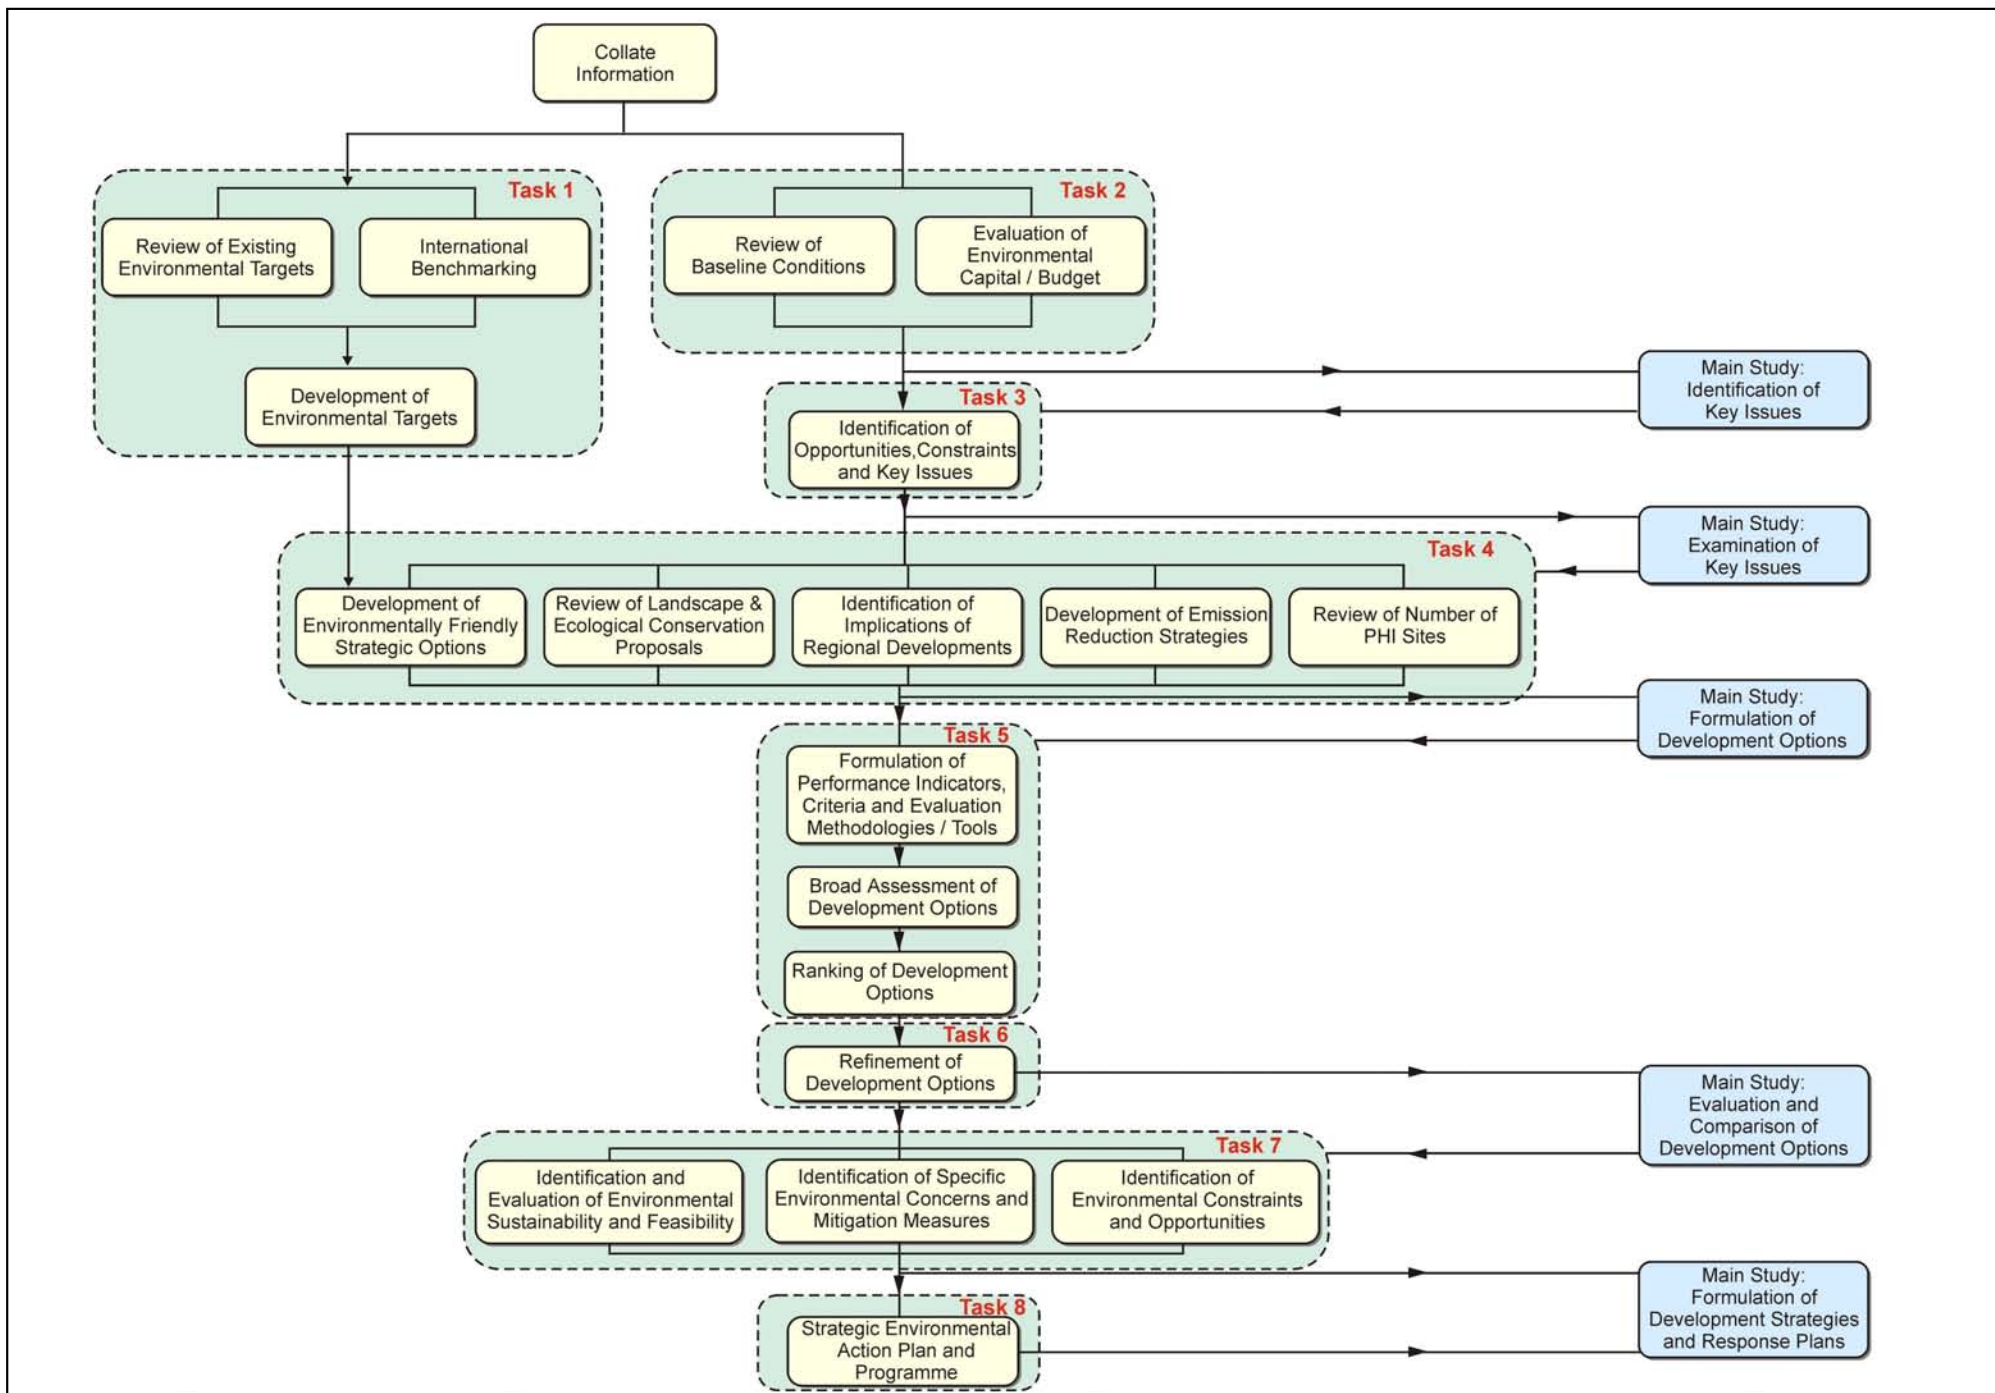 Collate
Information
Task 1
Review of Existing
Environmental Targets
International
Benchmarking
Development of
Environmental Targets
Task 2
Review of
Baseline Conditions
Evaluation of
Environmental
Capital / Budget
Main Study:
Identification of
Key Issues
Task 3
Identification of
Opportunities,Constraints
and Key Issues
Main Study:
Examination of
Key Issues
Task 4
Development of
Environmentally Friendly
Strategic Options
Review of Landscape &
Ecological Conservation
Proposals
Identification of
Implications of
Regional Developments
Development of Emission
Reduction Strategies
Review of Number of
PHI Sites
Main Study:
Formulation of
Development Options
Task 5
Formulation of
Performance Indicators,
Criteria and Evaluation
Methodologies / Tools
Broad Assessment of
Development Options
Ranking of Development
Options
Task 6
Refinement of
Development Options
Main Study:
Evaluation and
Comparison of
Development Options
Task 7
Identification and
Evaluation of Environmental
Sustainability and Feasibility
Identification of Specific
Environmental Concerns and
Mitigation Measures
Identification of
Environmental Constraints
and Opportunities
Main Study:
Formulation of
Development Strategies
and Response Plans
Task 8
Strategic Environmental
Action Plan and
Programme